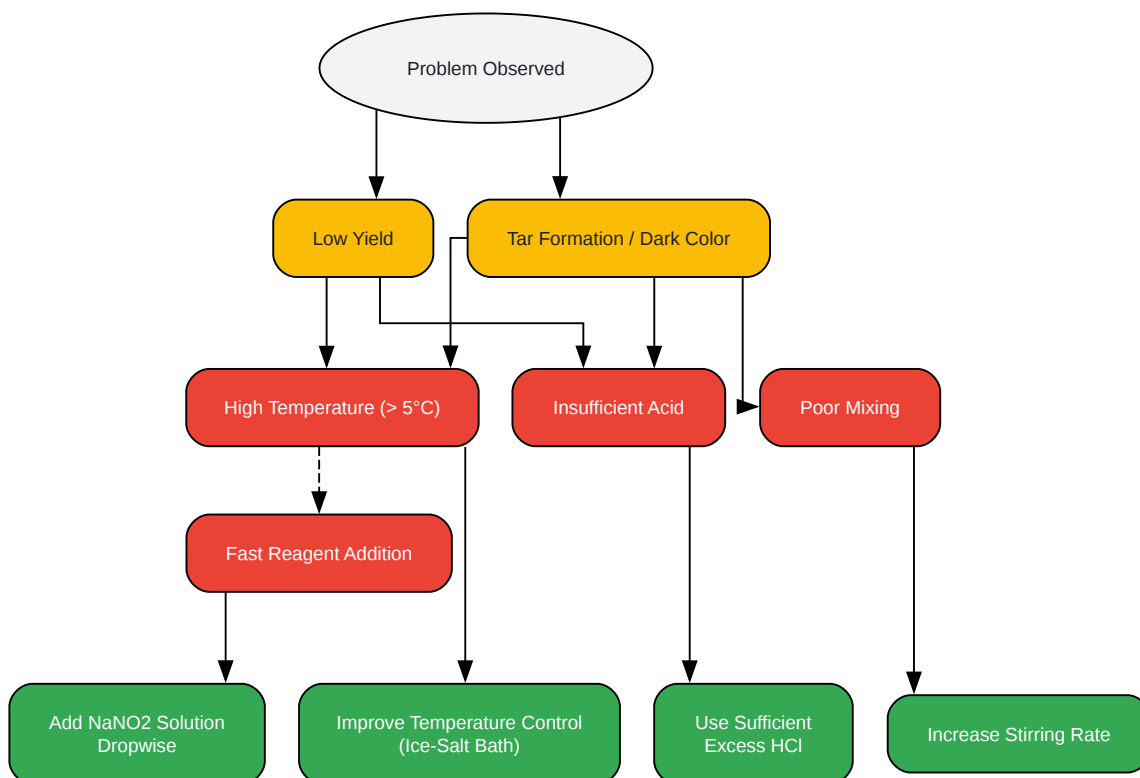 Problem Observed
Low Yield
Tar Formation / Dark Color
High Temperature (> 5°C)
Insufficient Acid
Poor Mixing
Fast Reagent Addition
Add NaNO2 Solution
Dropwise
Improve Temperature Control
(Ice-Salt Bath)
Use Sufficient
Excess HCl
Increase Stirring Rate